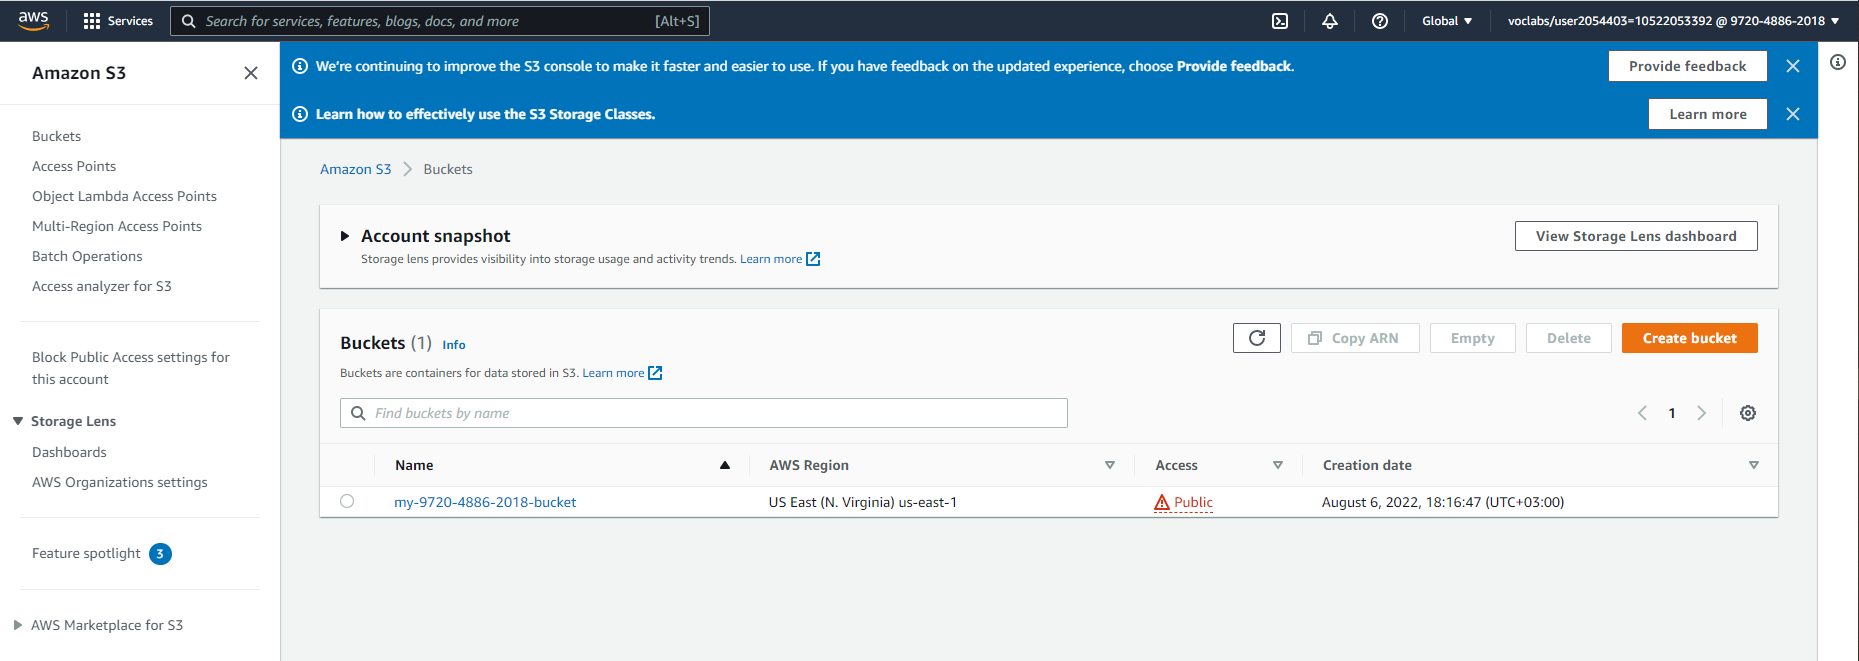 aws Services Search for services, features, blogs, docs, and more [Alt+S] Global voclabs/user2054403=10522053392 @ 9720-4886-2018
Amazon S3
Buckets
Access Points
Object Lambda Access Points
Multi-Region Access Points
Batch Operations
Access analyzer for S3
Block Public Access settings for
this account
Storage Lens
Dashboards
AWS Organizations settings
Feature spotlight 3
AWS Marketplace for S3
We're continuing to improve the S3 console to make it faster and easier to use. If you have feedback on the updated experience, choose Provide feedback. Provide feedback
Learn how to effectively use the S3 Storage Classes. Learn more
Amazon S3 Buckets
Account snapshot View Storage Lens dashboard
Storage lens provides visibility into storage usage and activity trends. Learn more
Buckets (1) Info Copy ARN Empty Delete Create bucket
Buckets are containers for data stored in S3. Learn more
Find buckets by name 1
Name AWS Region Access Creation date
my-9720-4886-2018-bucket US East (N. Virginia) us-east-1 Public August 6, 2022, 18:16:47 (UTC+03:00)